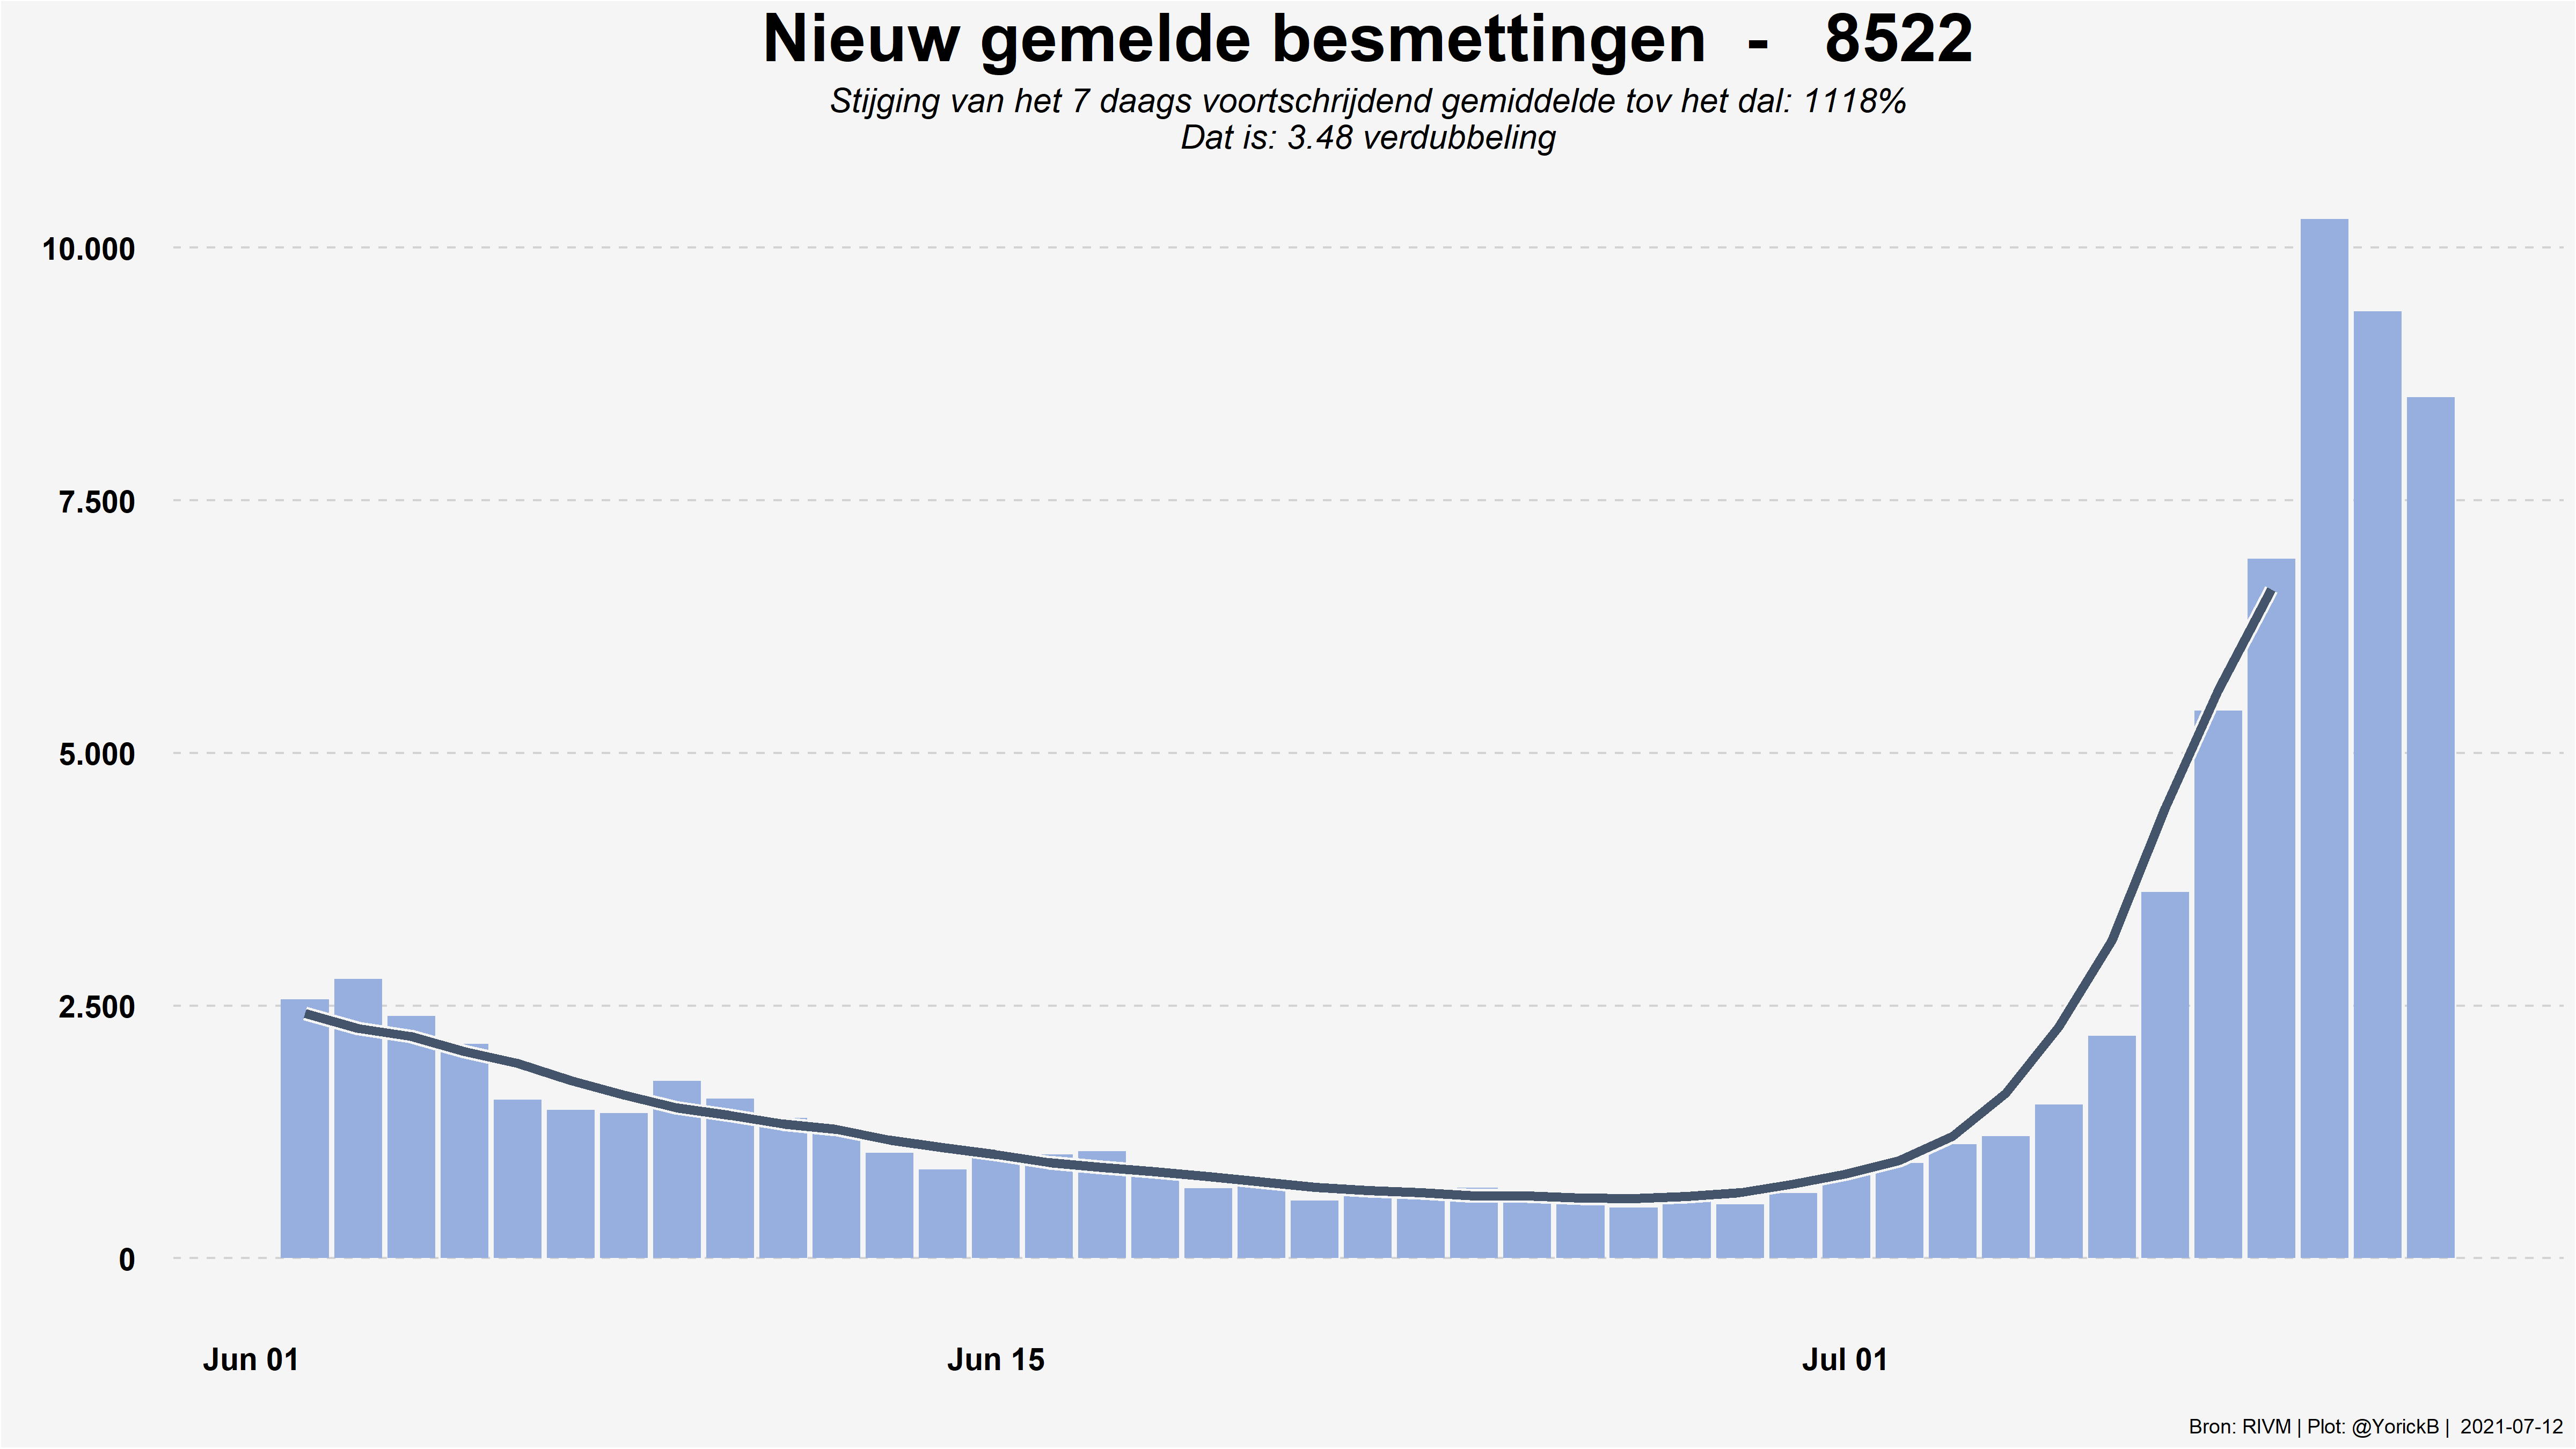 Nieuw gemelde besmettingen - 8522
Stijging van het 7 daags voortschrijdend gemiddelde tov het dal: 1118%
Dat is: 3.48 verdubbeling
10.000
7.500
5.000
2.500
0
Jun 01
Jun 15
Jul 01
Bron: RIVM | Plot: @YorickB | 2021-07-12